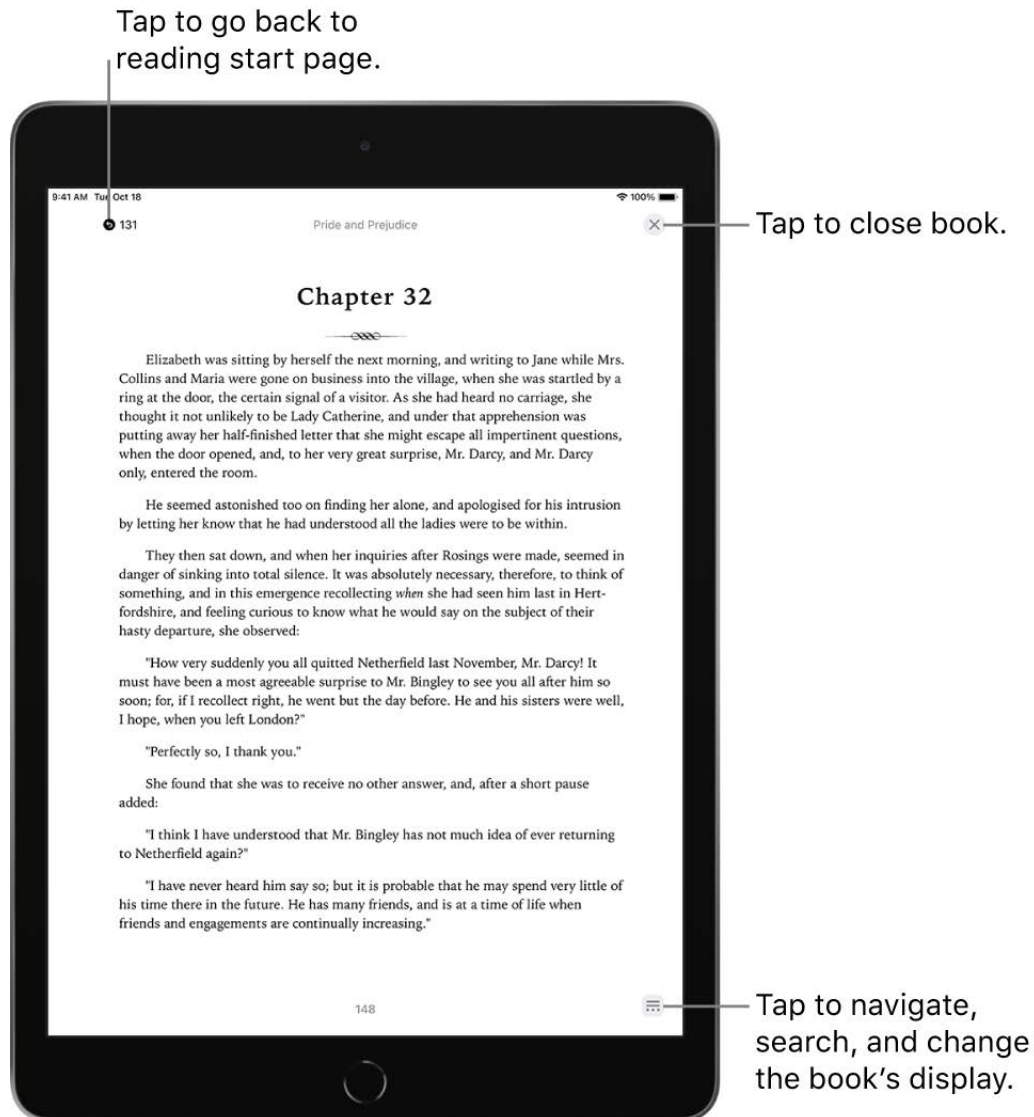 Tap to go back to
reading start page.
9:41 AM Tue Oct 18
100%
131
Pride and Prejudice
Tap to close book.
Chapter 32
Elizabeth was sitting by herself the next morning, and writing to Jane while Mrs.
Collins and Maria were gone on business into the village, when she was startled by a
ring at the door, the certain signal of a visitor. As she had heard no carriage, she
thought it not unlikely to be Lady Catherine, and under that apprehension was
putting away her half-finished letter that she might escape all impertinent questions,
when the door opened, and, to her very great surprise, Mr. Darcy, and Mr. Darcy
only, entered the room.
He seemed astonished too on finding her alone, and apologised for his intrusion
by letting her know that he had understood all the ladies were to be within.
They then sat down, and when her inquiries after Rosings were made, seemed in
danger of sinking into total silence. It was absolutely necessary, therefore, to think of
something, and in this emergence recollecting when she had seen him last in Hert-
fordshire, and feeling curious to know what he would say on the subject of their
hasty departure, she observed:
"How very suddenly you all quitted Netherfield last November, Mr. Darcy! It
must have been a most agreeable surprise to Mr. Bingley to see you all after him so
soon; for, if I recollect right, he went but the day before. He and his sisters were well,
I hope, when you left London?"
"Perfectly so, I thank you."
She found that she was to receive no other answer, and, after a short pause
added:
"I think I have understood that Mr. Bingley has not much idea of ever returning
to Netherfield again?"
"I have never heard him say so; but it is probable that he may spend very little of
his time there in the future. He has many friends, and is at a time of life when
friends and engagements are continually increasing."
148
Tap to navigate,
search, and change
the book's display.